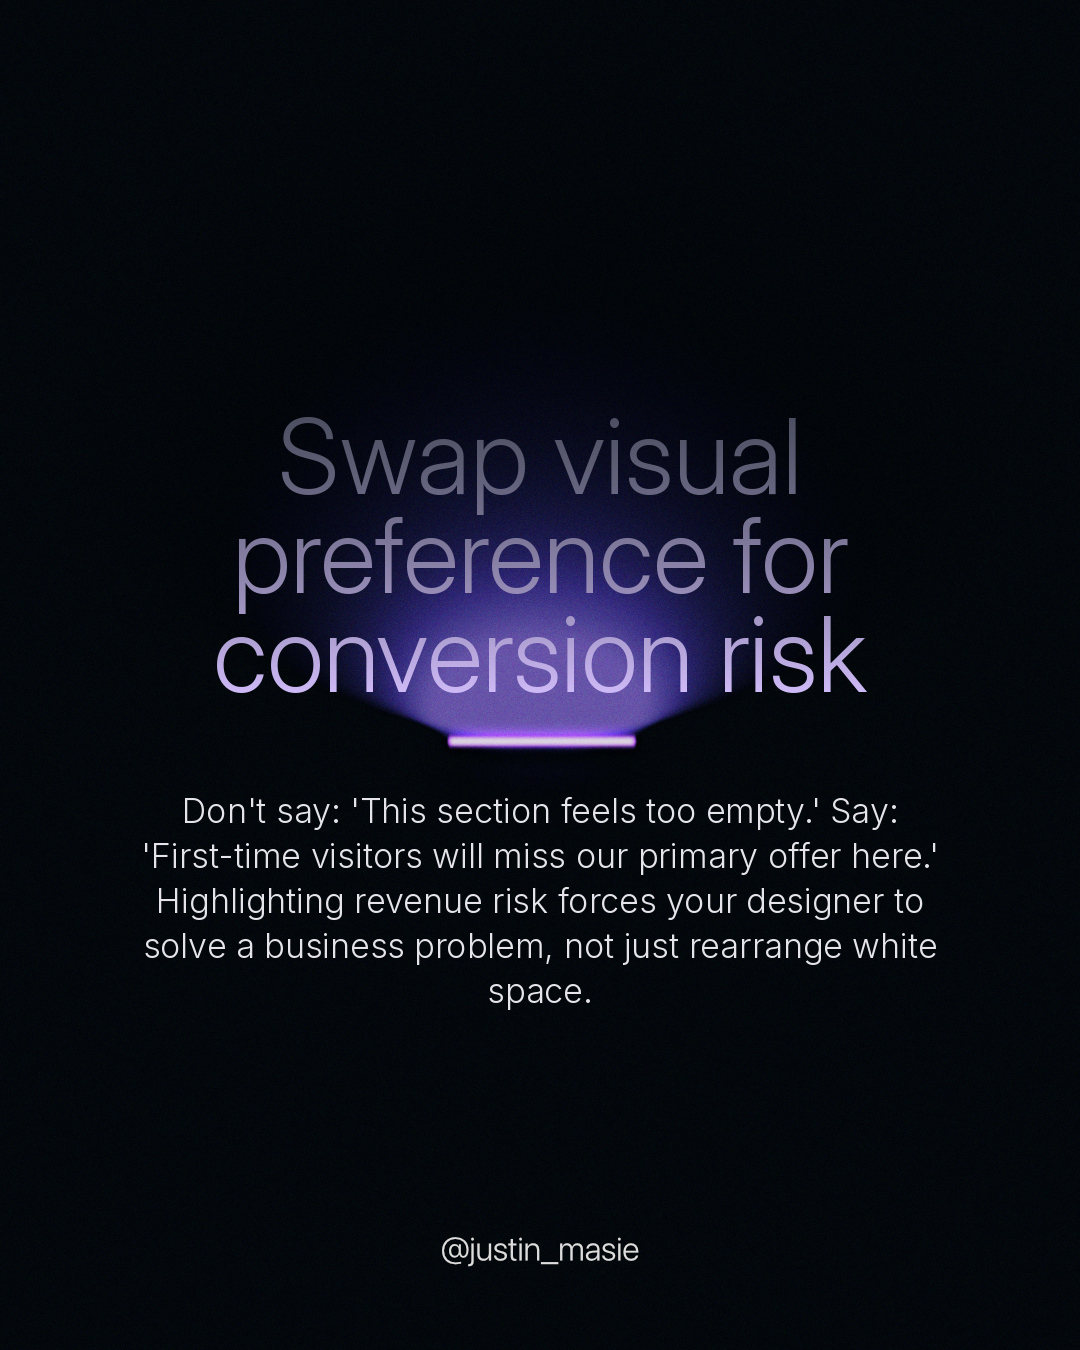 Swap visual
preference for
conversion risk
Don't say: 'This section feels too empty.' Say:
'First-time visitors will miss our primary offer here.'
Highlighting revenue risk forces your designer to
solve a business problem, not just rearrange white
space.
@justin_masie